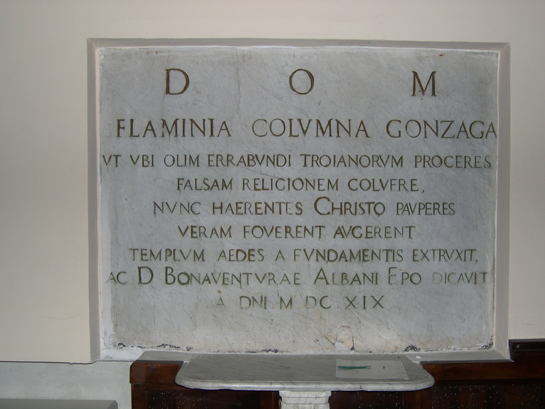 D O M
FLAMINIA COLVMNA GONZAGA
VT VBI OLIM ERRABVNDI TROIANORVM PROCERES
FALSAM RELIGIONEM COLVFRE,
NVNC HAERENTES CHRISTO PAVPERES
VERAM FOVERENT AVGERENT
TEMPLVM AEDES A FVNDAMENTIS EXTRVXIT,
AC D BONAVENTVRAE ALBANI EPO DICAVIT
À DNI M DC XIX